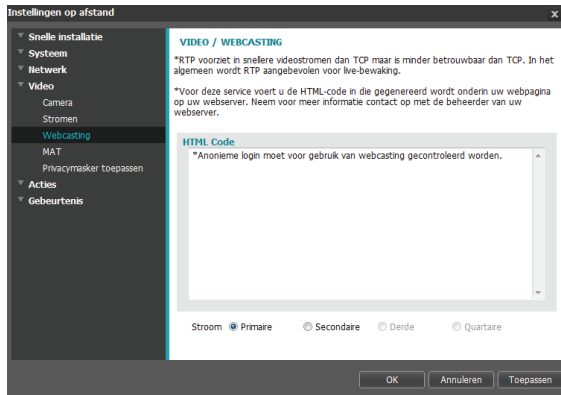 Instellingen op afstand
x
Snelle installatie
Systeem
Netwerk
Video
Camera
Stromen
Webcasting
MAT
Privacymasker toepassen
Acties
Gebeurtenis
VIDEO / WEBCASTING
*RTP voorziet in snellere videostromen dan TCP maar is minder betrouwbaar dan TCP. In het
algemeen wordt RTP aangebevolen voor live-bewaking.
*Voor deze service voert u de HTML-code in die gegenereerd wordt onderin uw webpagina
op uw webserver. Neem voor meer informatie contact op met de beheerder van uw
webserver.
HTML Code
*Anonieme login moet voor gebruik van webcasting gecontroleerd worden.
Stroom Primaire Secondaire Derde Quartaire
OK Annuleren Toepassen